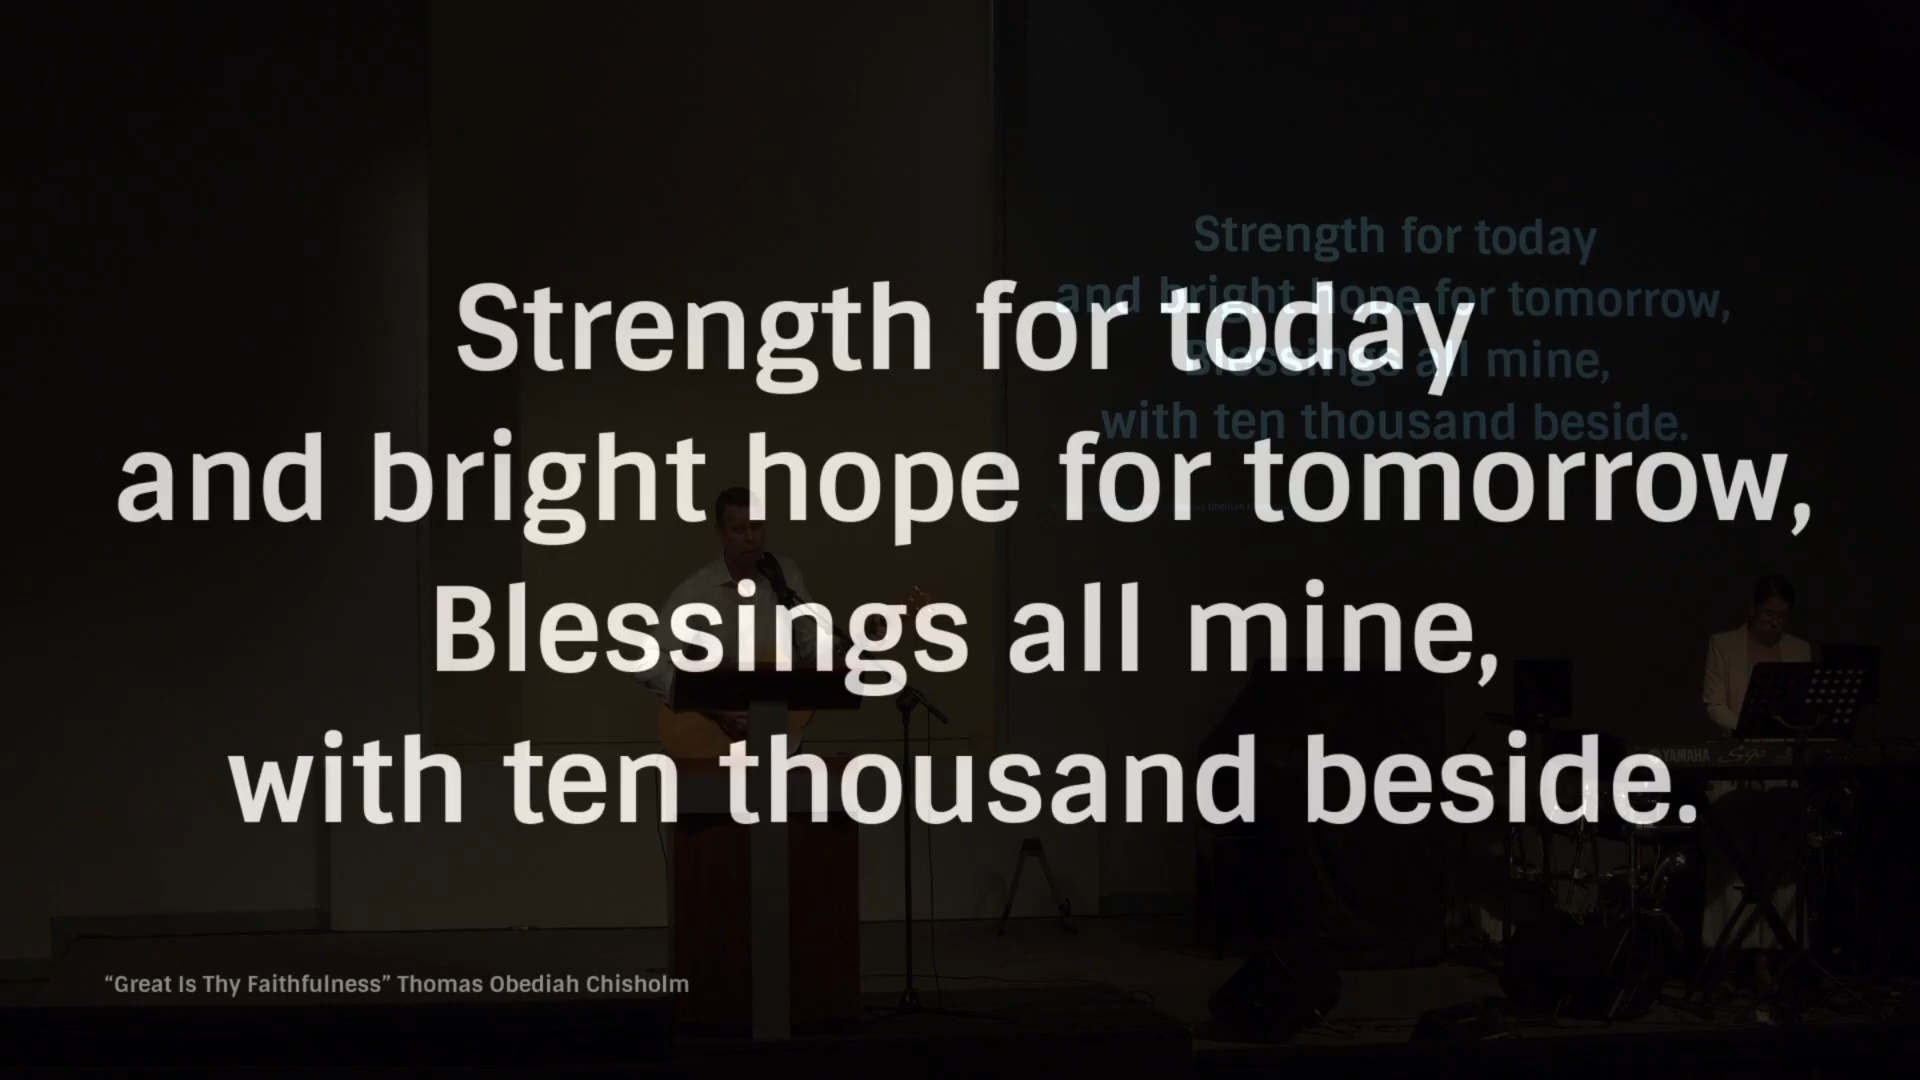 Strength for today
and bright hope for tomorrow,
Blessings all mine,
with ten thousand beside.
Strength for today
and bright hope for tomorrow,
Blessings all mine,
with ten thousand beside.
YAMAHA S90
“Great Is Thy Faithfulness” Thomas Obediah Chisholm